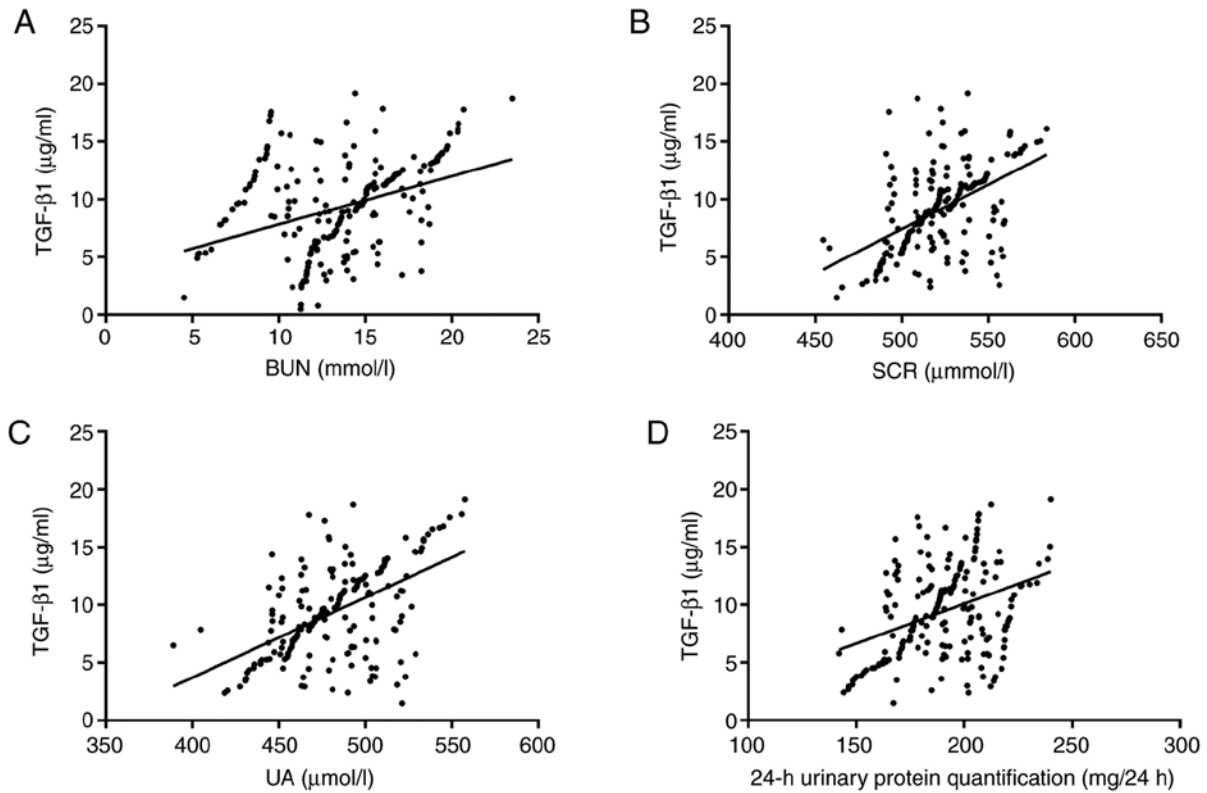 A
25
20
15
10
5
0
TGF-β1 (μg/ml)
0 5 10 15 20 25
BUN (mmol/l)
B
25
20
15
10
5
0
TGF-β1 (μg/ml)
400 450 500 550 600 650
SCR (μmmol/l)
C
25
20
15
10
5
0
TGF-β1 (μg/ml)
350 400 450 500 550 600
UA (μmol/l)
D
25
20
15
10
5
0
TGF-β1 (μg/ml)
100 150 200 250 300
24-h urinary protein quantification (mg/24 h)